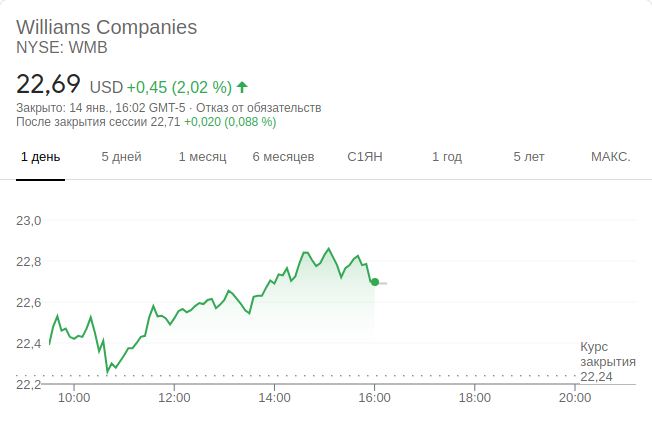 Williams Companies
NYSE: WMB
22,69 USD +0,45 (2,02 %)
Закрыто: 14 янв., 16:02 GMT-5 · Отказ от обязательств
После закрытия сессии 22,71 +0,020 (0,088 %)
1 день 5 дней 1 месяц 6 месяцев С1ЯН 1 год 5 лет МАКС.
23,0
22,8
22,6
22,4
Курс
закрытия
22,24
22,2
10:00 12:00 14:00 16:00 18:00 20:00